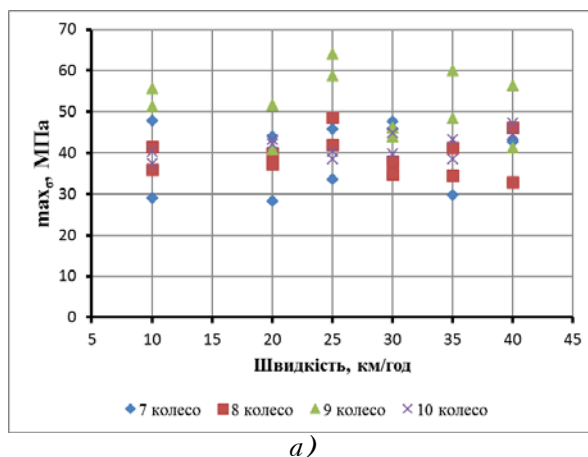 70
60
50
40
30
20
10
0
maxσ, МПа
5 10 15 20 25 30 35 40 45
Швидкість, км/год
7 колесо 8 колесо 9 колесо 10 колесо
а)